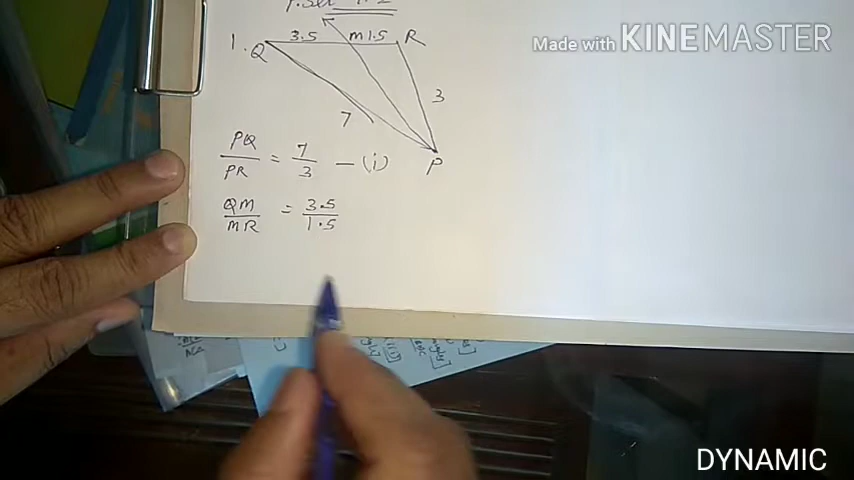 Made with KINEMASTER
3.5 M 1.5 R
1. Q
3
7
PQ/PR = 7/3 — (i)
P
QM/MR = 3.5/1.5
DYNAMIC